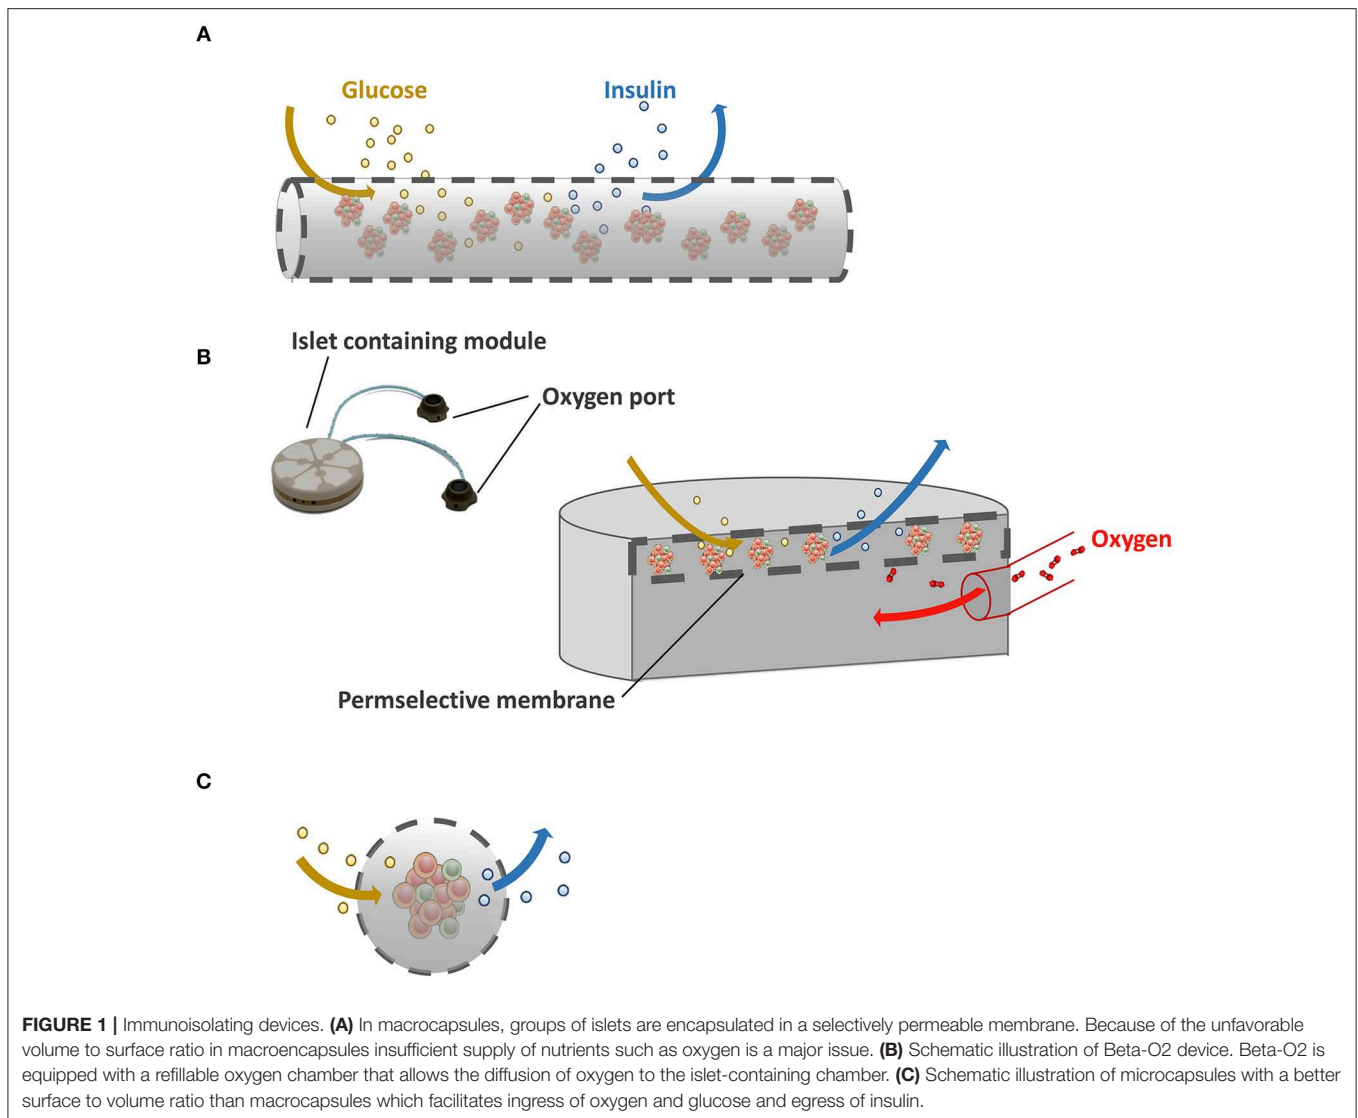 A
Glucose
Insulin
B
Islet containing module
Oxygen port
Oxygen
Permselective membrane
C
FIGURE 1 | Immunoisolating devices. (A) In macrocapsules, groups of islets are encapsulated in a selectively permeable membrane. Because of the unfavorable
volume to surface ratio in macroencapsules insufficient supply of nutrients such as oxygen is a major issue. (B) Schematic illustration of Beta-O2 device. Beta-O2 is
equipped with a refillable oxygen chamber that allows the diffusion of oxygen to the islet-containing chamber. (C) Schematic illustration of microcapsules with a better
surface to volume ratio than macrocapsules which facilitates ingress of oxygen and glucose and egress of insulin.